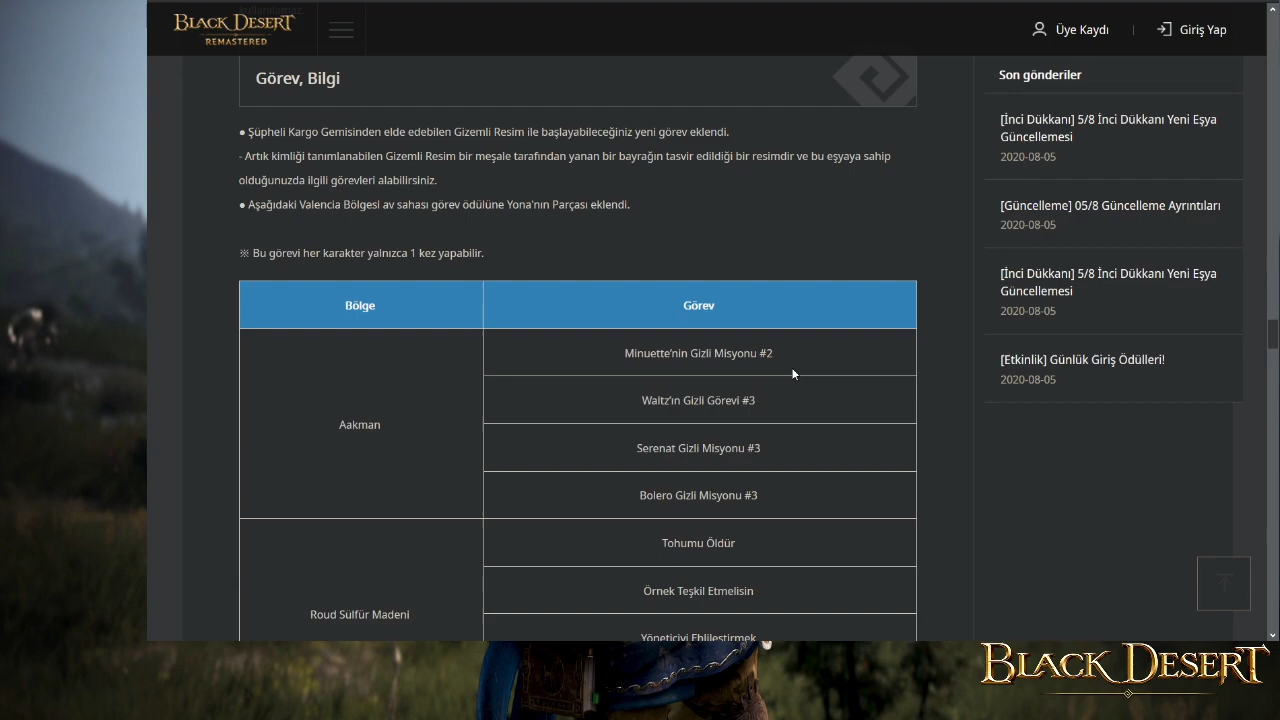 BLACK DESERT
REMASTERED
Üye Kaydı
Giriş Yap
Görev, Bilgi
● Şüpheli Kargo Gemisinden elde edebilen Gizemli Resim ile başlayabileceğiniz yeni görev eklendi.
- Artık kimliği tanımlanabilen Gizemli Resim bir meşale tarafından yanan bir bayrağın tasvir edildiği bir resimdir ve bu eşyaya sahip
olduğunuzda ilgili görevleri alabilirsiniz.
● Aşağıdaki Valencia Bölgesi av sahası görev ödülüne Yona'nın Parçası eklendi.
※ Bu görevi her karakter yalnızca 1 kez yapabilir.
Bölge
Görev
Aakman
Minuette’nin Gizli Misyonu #2
Waltz’ın Gizli Görevi #3
Serenat Gizli Misyonu #3
Bolero Gizli Misyonu #3
Roud Sülfür Madeni
Tohumu Öldür
Örnek Teşkil Etmelisin
Yöneticiyi Ehlileştirmek
Son gönderiler
[İnci Dükkanı] 5/8 İnci Dükkanı Yeni Eşya
Güncellemesi
2020-08-05
[Güncelleme] 05/8 Güncelleme Ayrıntıları
2020-08-05
[İnci Dükkanı] 5/8 İnci Dükkanı Yeni Eşya
Güncellemesi
2020-08-05
[Etkinlik] Günlük Giriş Ödülleri!
2020-08-05
BLACK DESERT